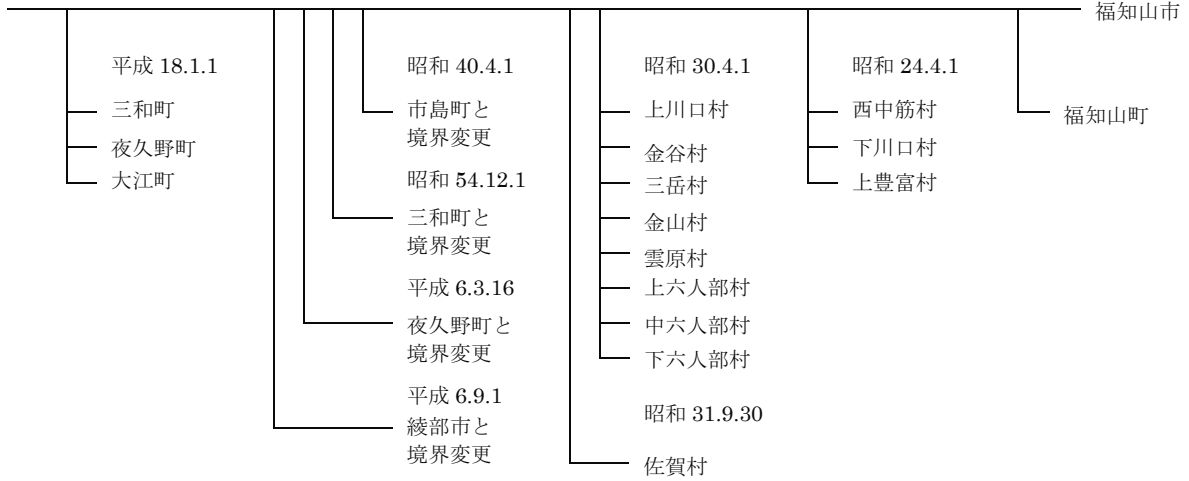 福知山市
平成 18.1.1
三和町
夜久野町
大江町
昭和 40.4.1
市島町と
境界変更
昭和 54.12.1
三和町と
境界変更
平成 6.3.16
夜久野町と
境界変更
平成 6.9.1
綾部市と
境界変更
昭和 30.4.1
上川口村
金谷村
三岳村
金山村
雲原村
上六人部村
中六人部村
下六人部村
昭和 31.9.30
佐賀村
昭和 24.4.1
西中筋村
下川口村
上豊富村
福知山町